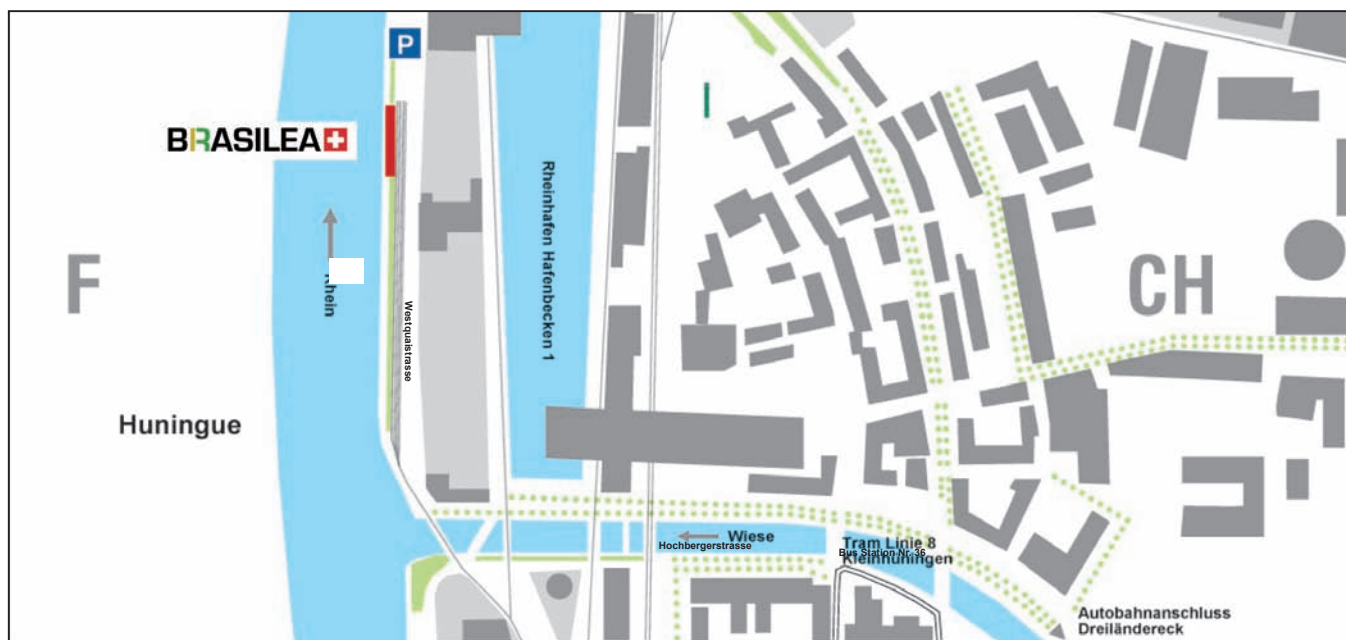 P
BRASILEA
F
Rhein
Westquaistrasse
Rheinhafen Hafenbecken 1
CH
Huningue
Wiese
Hochbergerstrasse
Tram Linie 8
Bus Station Nr. 36
Kleinhüningen
Autobahnanschluss
Dreiländereck